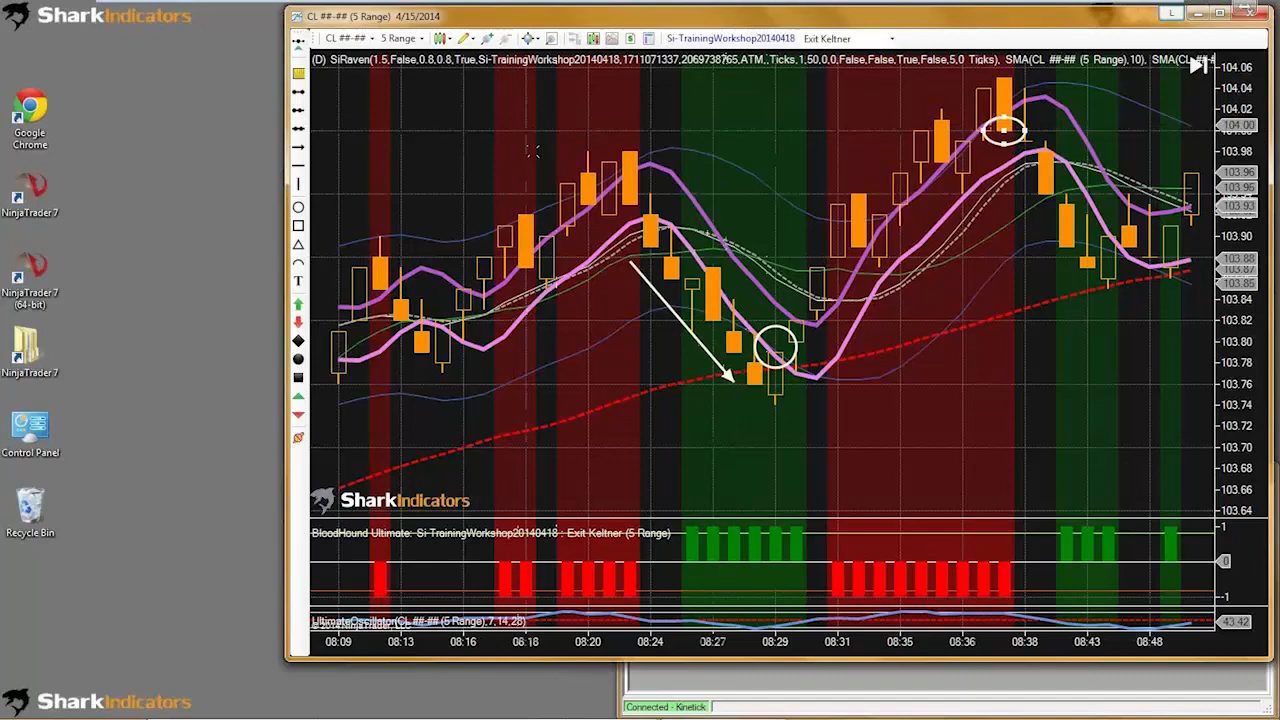 SharkIndicators
CL ##-## (5 Range) 4/15/2014
L
CL ##-##
5 Range
$
Si-TrainingWorkshop20140418
Exit Keltner
(D) SiRaven(1.5,False,0.8,0.8,True,Si-TrainingWorkshop20140418,1711071337,2069738765,ATM,,Ticks,1,50,0,0,False,False,True,False,5,0 Ticks), SMA(CL ##-## (5 Range),10), SMA(CL ##-##
104.06
104.04
104.02
104.00
103.98
103.96
103.95
103.93
103.90
103.88
103.87
103.85
103.84
103.82
103.80
103.78
103.76
103.74
103.72
103.70
103.68
103.66
103.64
T
Google
Chrome
NinjaTrader 7
NinjaTrader 7
(64-bit)
NinjaTrader7
Control Panel
Recycle Bin
SharkIndicators
BloodHound Ultimate: Si-TrainingWorkshop20140418 : Exit Keltner (5 Range)
1
0
-1
UltimateOscillator(CL ##-## (5 Range),7,14,28)
43.42
08:09
08:13
08:16
08:18
08:20
08:24
08:27
08:29
08:31
08:35
08:36
08:38
08:43
08:48
SharkIndicators
Connected - Kinetick